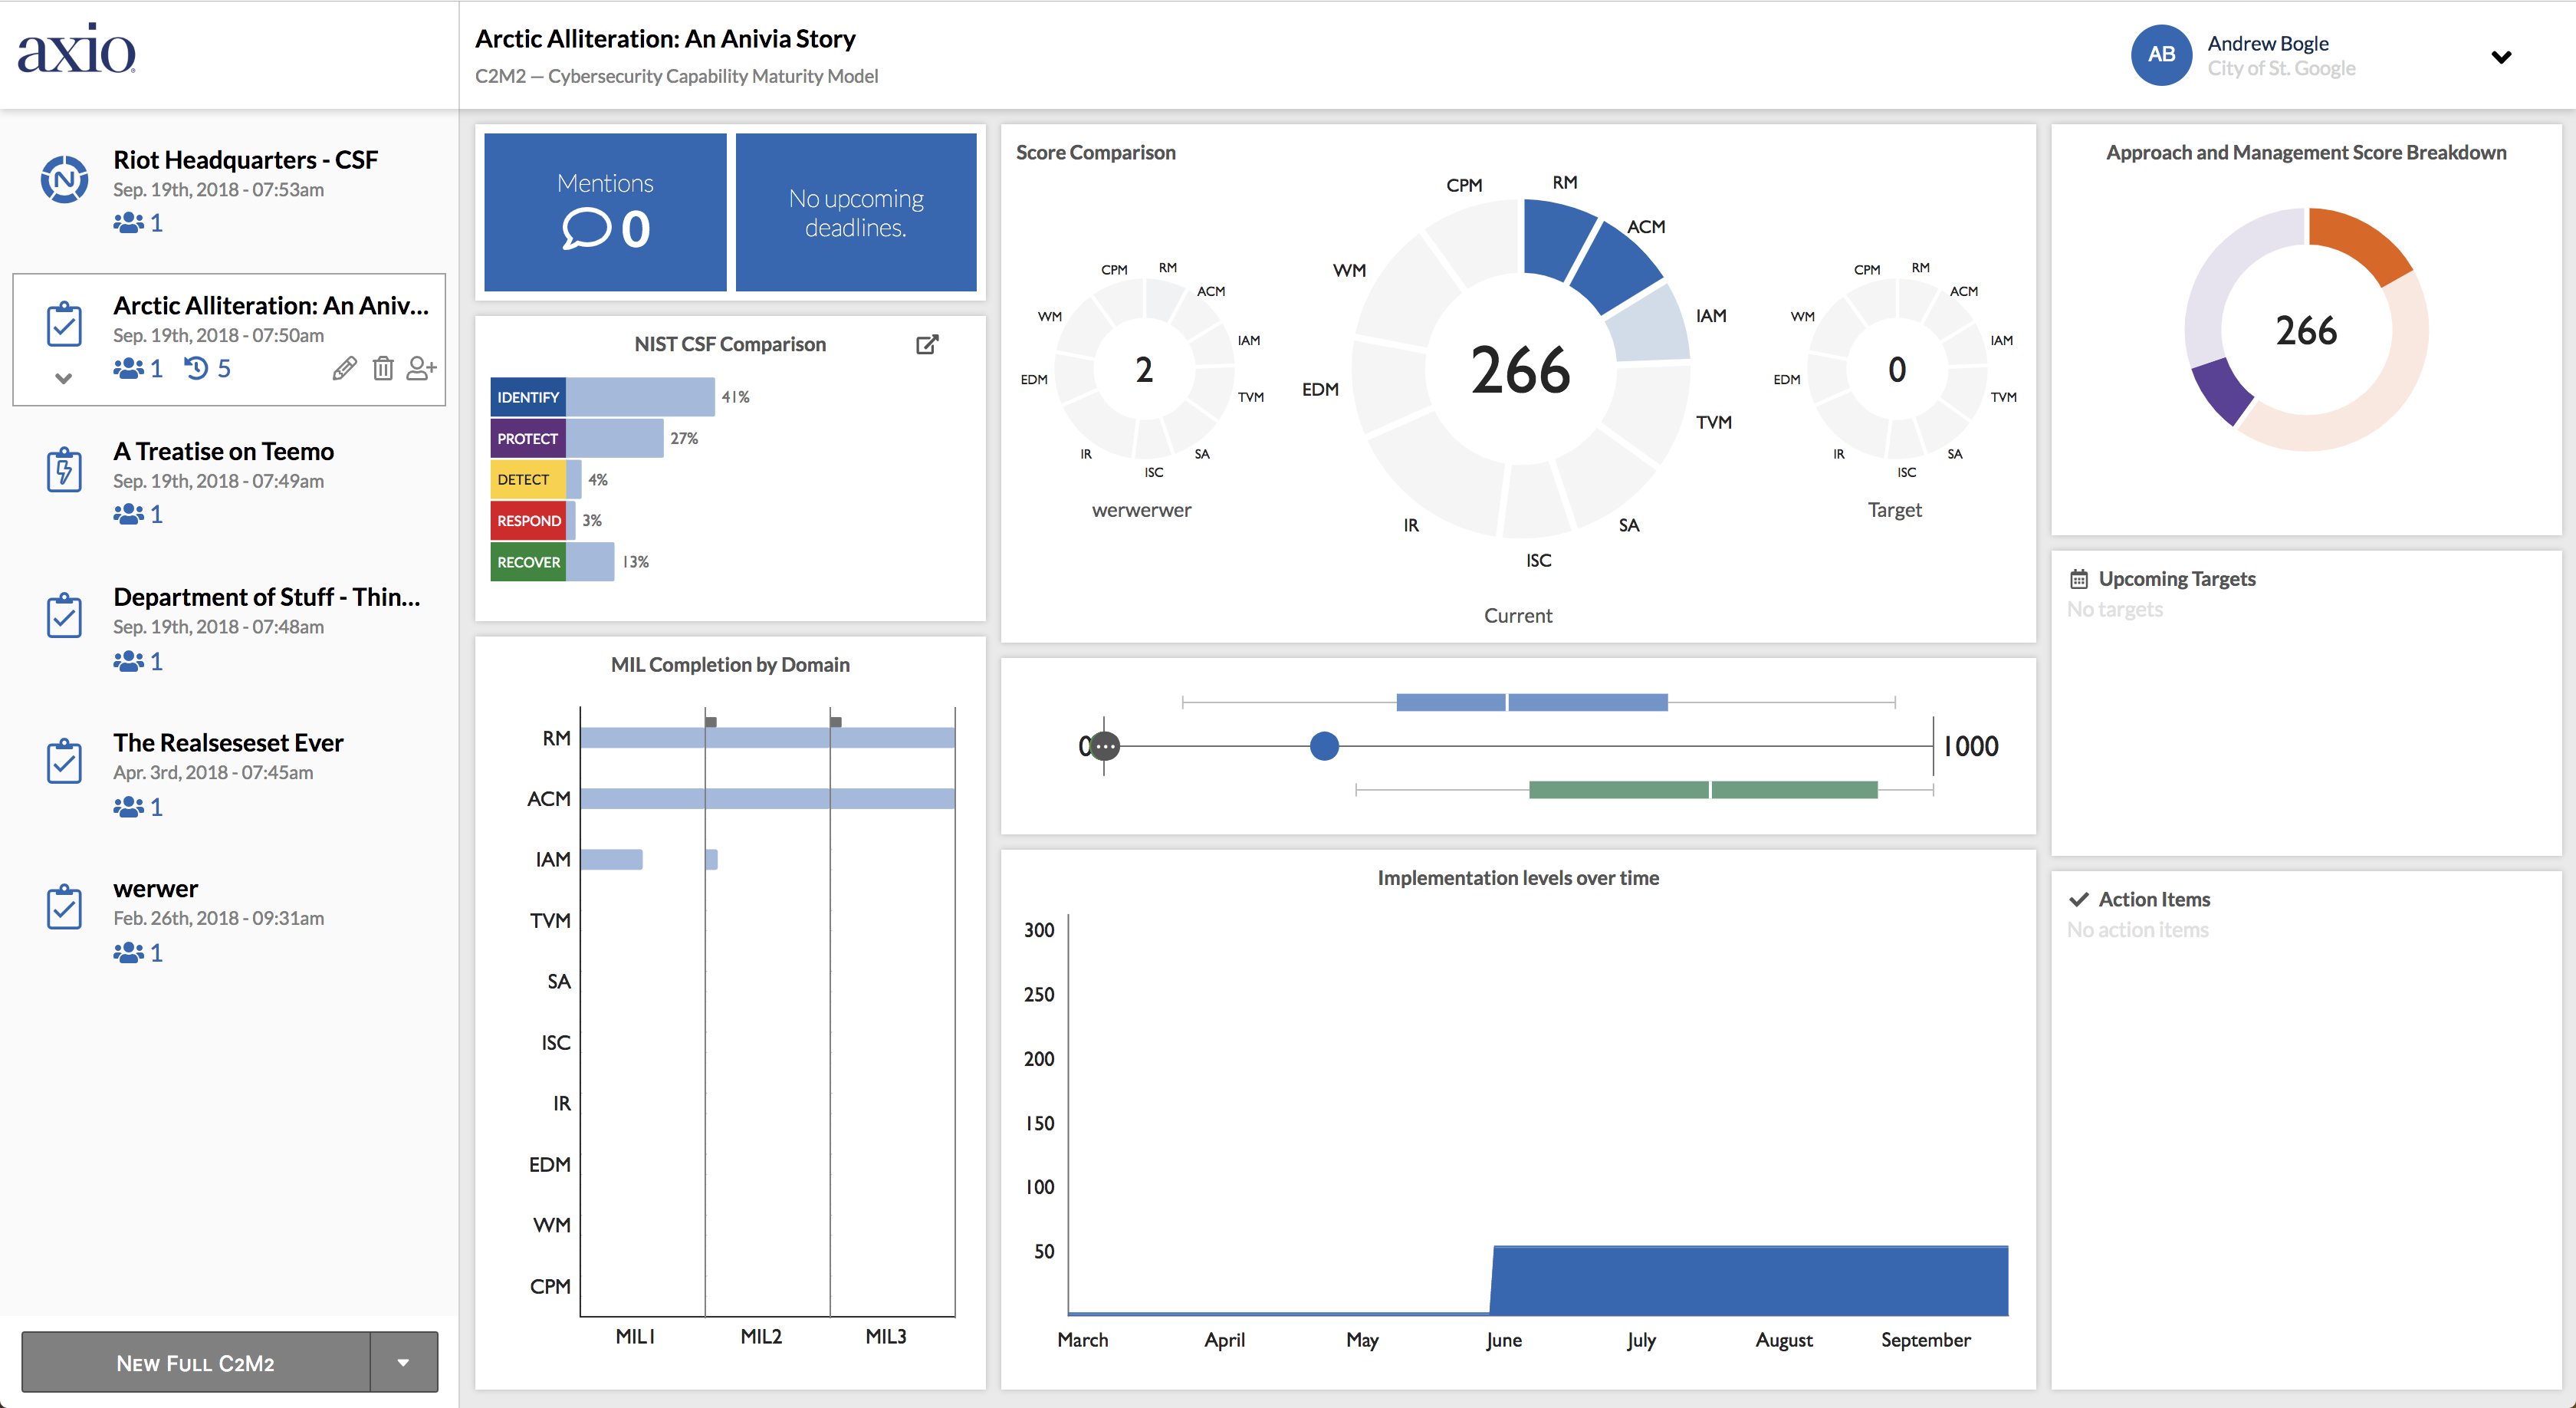 axio
Arctic Alliteration: An Anivia Story
C2M2 — Cybersecurity Capability Maturity Model
AB
Andrew Bogle
City of St. Google
Riot Headquarters - CSF
Sep. 19th, 2018 - 07:53am
1
N
Arctic Alliteration: An Aniv...
Sep. 19th, 2018 - 07:50am
1 5
A Treatise on Teemo
Sep. 19th, 2018 - 07:49am
1
Department of Stuff - Thin...
Sep. 19th, 2018 - 07:48am
1
The Realseseset Ever
Apr. 3rd, 2018 - 07:45am
1
werwer
Feb. 26th, 2018 - 09:31am
1
NEW FULL C2M2
Mentions
0
No upcoming
deadlines.
NIST CSF Comparison
IDENTIFY 41%
PROTECT 27%
DETECT 4%
RESPOND 3%
RECOVER 13%
MIL Completion by Domain
RM
ACM
IAM
TVM
SA
ISC
IR
EDM
WM
CPM
MIL1 MIL2 MIL3
Score Comparison
CPM RM
WM ACM
EDM IAM
2
TVM
IR SA
ISC
werwerwer
CPM RM
ACM
WM
IAM
EDM
266
TVM
IR SA
ISC
Current
CPM RM
WM ACM
EDM IAM
0
TVM
IR SA
ISC
Target
0 1000
Implementation levels over time
300
250
200
150
100
50
March April May June July August September
Approach and Management Score Breakdown
266
Upcoming Targets
No targets
Action Items
No action items